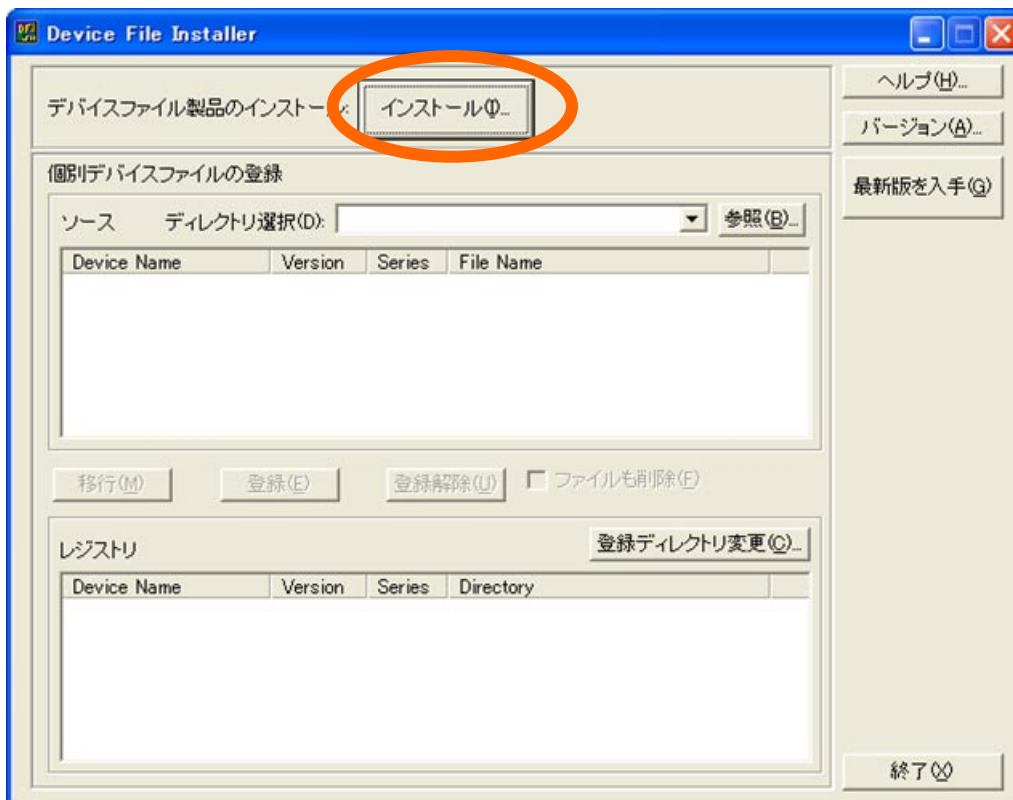 Device File Installer
デバイスファイル製品のインストール:
インストール(I)...
ヘルプ(H)...
バージョン(A)...
最新版を入手(G)
個別デバイスファイルの登録
ソース ディレクトリ選択(D):
参照(B)...
Device Name Version Series File Name
移行(M)
登録(E)
登録解除(U)
ファイルも削除(F)
レジストリ
登録ディレクトリ変更(C)...
Device Name Version Series Directory
終了(X)